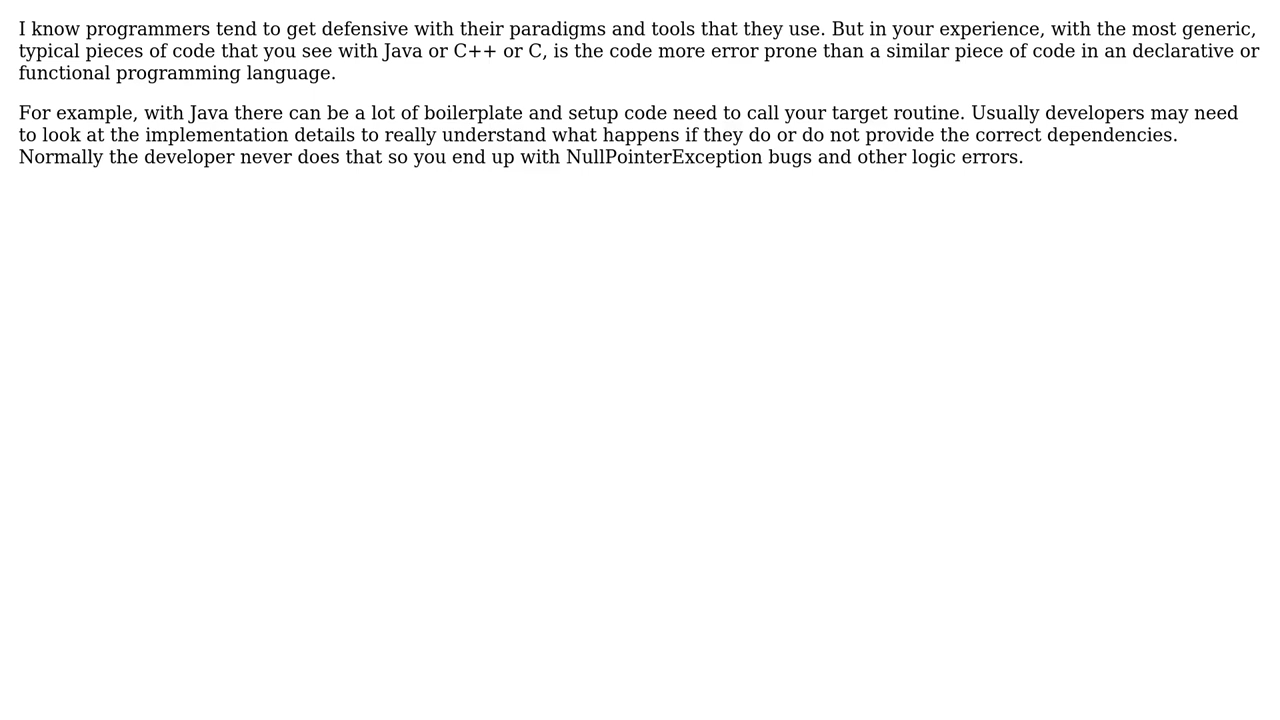 I know programmers tend to get defensive with their paradigms and tools that they use. But in your experience, with the most generic,
typical pieces of code that you see with Java or C++ or C, is the code more error prone than a similar piece of code in an declarative or
functional programming language.
For example, with Java there can be a lot of boilerplate and setup code need to call your target routine. Usually developers may need
to look at the implementation details to really understand what happens if they do or do not provide the correct dependencies.
Normally the developer never does that so you end up with NullPointerException bugs and other logic errors.